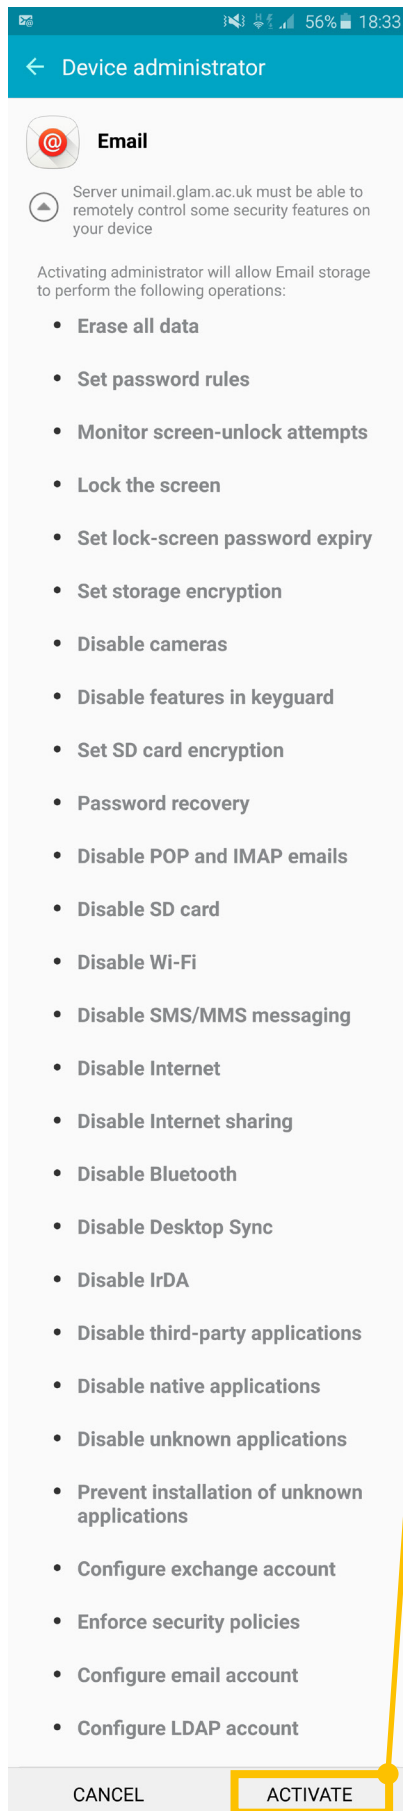 56% 18:33
Device administrator
@ Email
Server unimail.glam.ac.uk must be able to
remotely control some security features on
your device
Activating administrator will allow Email storage
to perform the following operations:
• Erase all data
• Set password rules
• Monitor screen-unlock attempts
• Lock the screen
• Set lock-screen password expiry
• Set storage encryption
• Disable cameras
• Disable features in keyguard
• Set SD card encryption
• Password recovery
• Disable POP and IMAP emails
• Disable SD card
• Disable Wi-Fi
• Disable SMS/MMS messaging
• Disable Internet
• Disable Internet sharing
• Disable Bluetooth
• Disable Desktop Sync
• Disable IrDA
• Disable third-party applications
• Disable native applications
• Disable unknown applications
• Prevent installation of unknown
applications
• Configure exchange account
• Enforce security policies
• Configure email account
• Configure LDAP account
CANCEL ACTIVATE